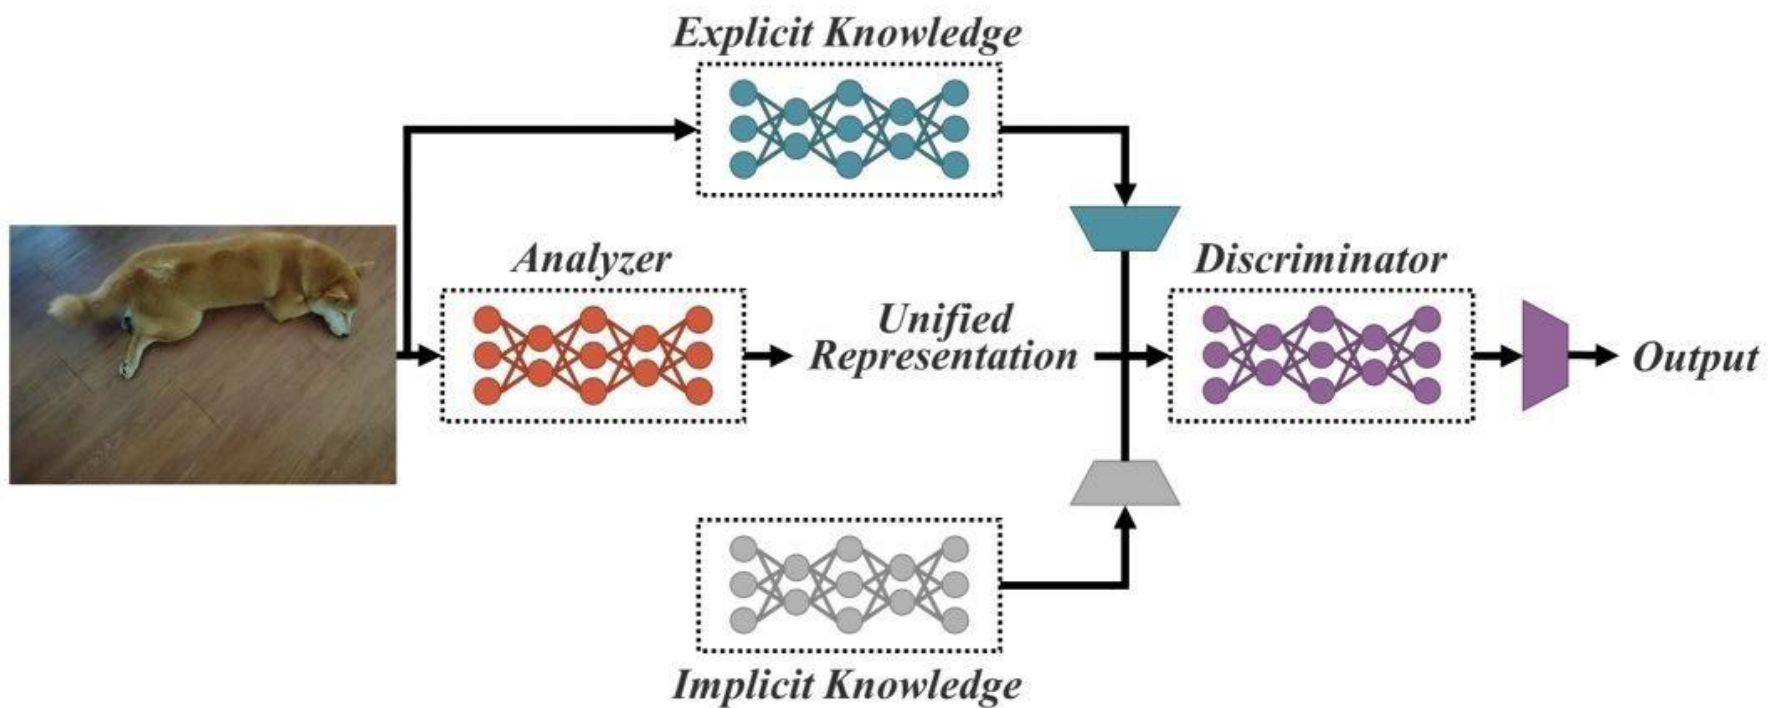 Explicit Knowledge
Analyzer
Discriminator
Unified
Representation
Output
Implicit Knowledge